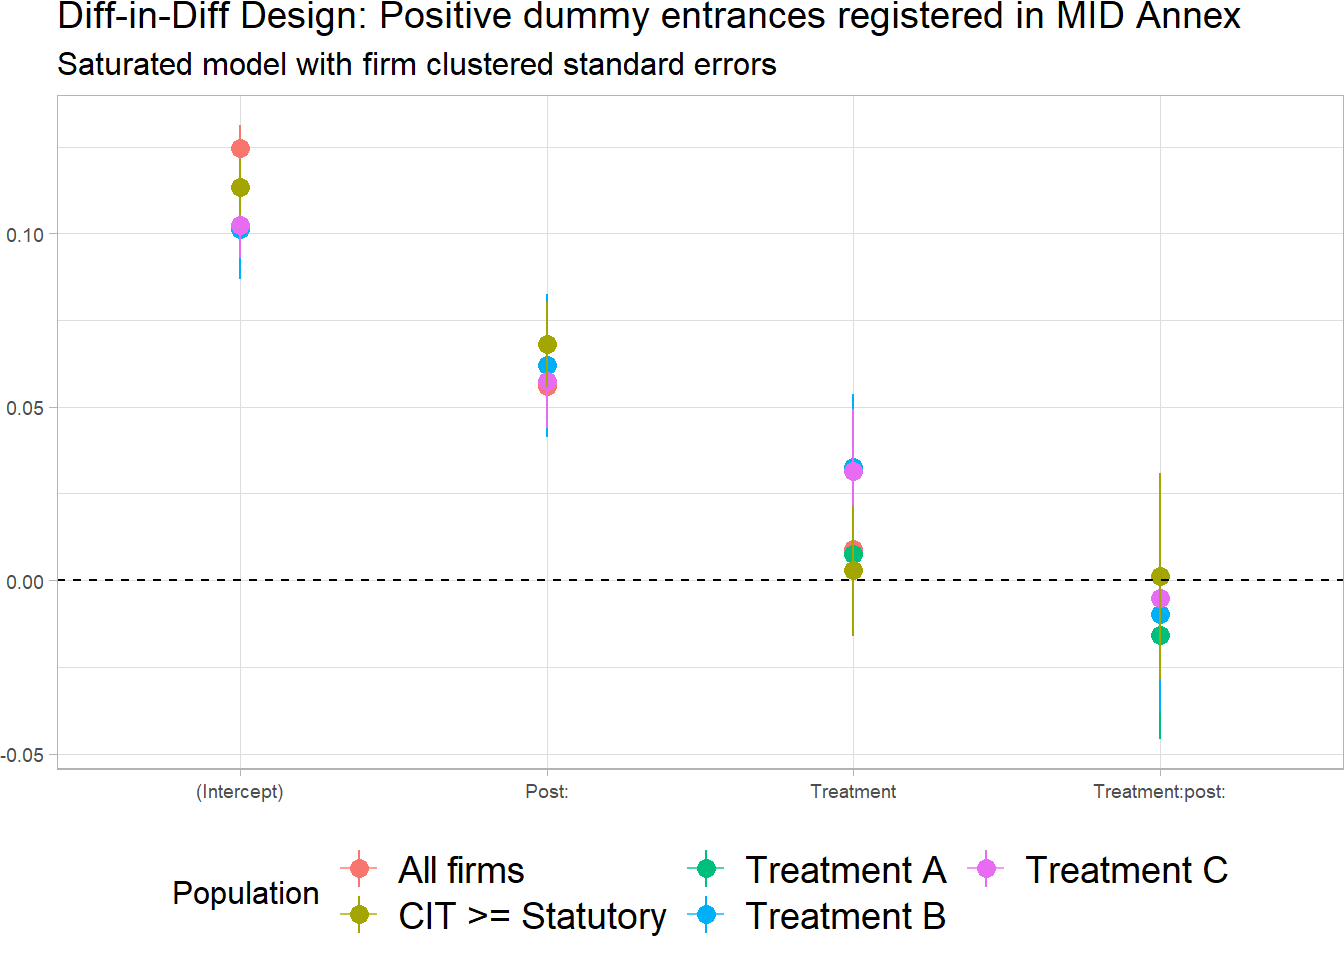 Diff-in-Diff Design: Positive dummy entrances registered in MID Annex
Saturated model with firm clustered standard errors
0.10
0.05
0.00
-0.05
(Intercept)
Post:
Treatment
Treatment:post:
Population
All firms
CIT >= Statutory
Treatment A
Treatment B
Treatment C